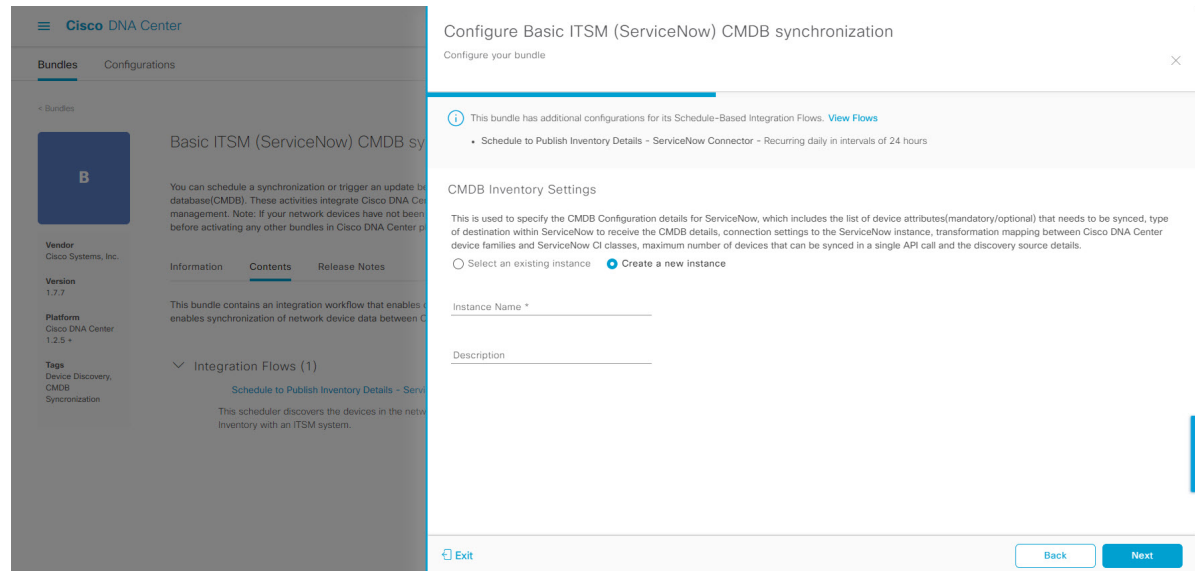 Cisco DNA Center
Bundles Configurations
< Bundles
B
Vendor
Cisco Systems, Inc.
Version
1.7.7
Platform
Cisco DNA Center
1.2.5 +
Tags
Device Discovery,
CMDB
Syncronization
Basic ITSM (ServiceNow) CMDB sy
You can schedule a synchronization or trigger an update be
database(CMDB). These activities integrate Cisco DNA Cen
management. Note: If your network devices have not been
before activating any other bundles in Cisco DNA Center p
Information Contents Release Notes
This bundle contains an integration workflow that enables
enables synchronization of network device data between C
Integration Flows (1)
Schedule to Publish Inventory Details - Servi
This scheduler discovers the devices in the netw
Inventory with an ITSM system.
Configure Basic ITSM (ServiceNow) CMDB synchronization
Configure your bundle
This bundle has additional configurations for its Schedule-Based Integration Flows. View Flows
• Schedule to Publish Inventory Details - ServiceNow Connector - Recurring daily in intervals of 24 hours
CMDB Inventory Settings
This is used to specify the CMDB Configuration details for ServiceNow, which includes the list of device attributes(mandatory/optional) that needs to be synced, type
of destination within ServiceNow to receive the CMDB details, connection settings to the ServiceNow instance, transformation mapping between Cisco DNA Center
device families and ServiceNow CI classes, maximum number of devices that can be synced in a single API call and the discovery source details.
Select an existing instance Create a new instance
Instance Name *
Description
Exit
Back Next